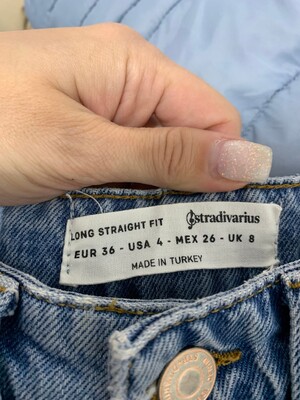 LONG STRAIGHT FIT stradivarius
EUR 36 - USA 4 - MEX 26 - UK 8
MADE IN TURKEY